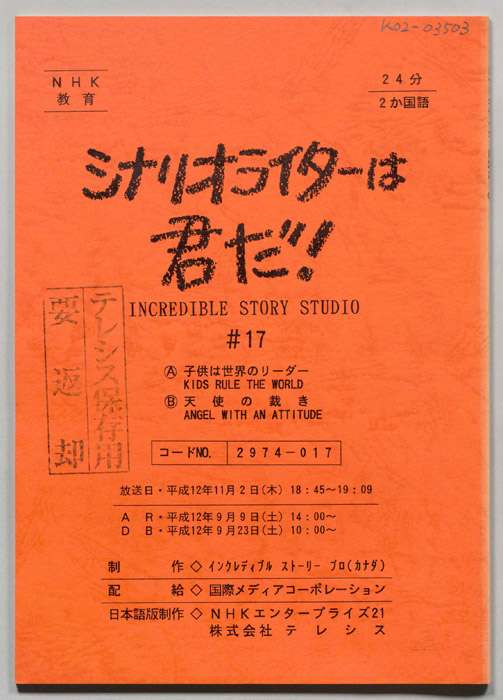 K02-03503
NHK
教育
24分
2か国語
シナリオライターは
君だ!
INCREDIBLE STORY STUDIO
#17
Ⓐ 子供は世界のリーダー
KIDS RULE THE WORLD
Ⓑ 天使の裁き
ANGEL WITH AN ATTITUDE
テレシス保存用
要返却
コードNO. 2974-017
放送日・平成12年11月2日(木) 18:45~19:09
AR・平成12年9月9日(土) 14:00~
DB・平成12年9月23日(土) 10:00~
制作◇インクレディブル ストーリー プロ(カナダ)
配給◇国際メディアコーポレーション
日本語版制作◇NHKエンタープライズ21
株式会社テレシス